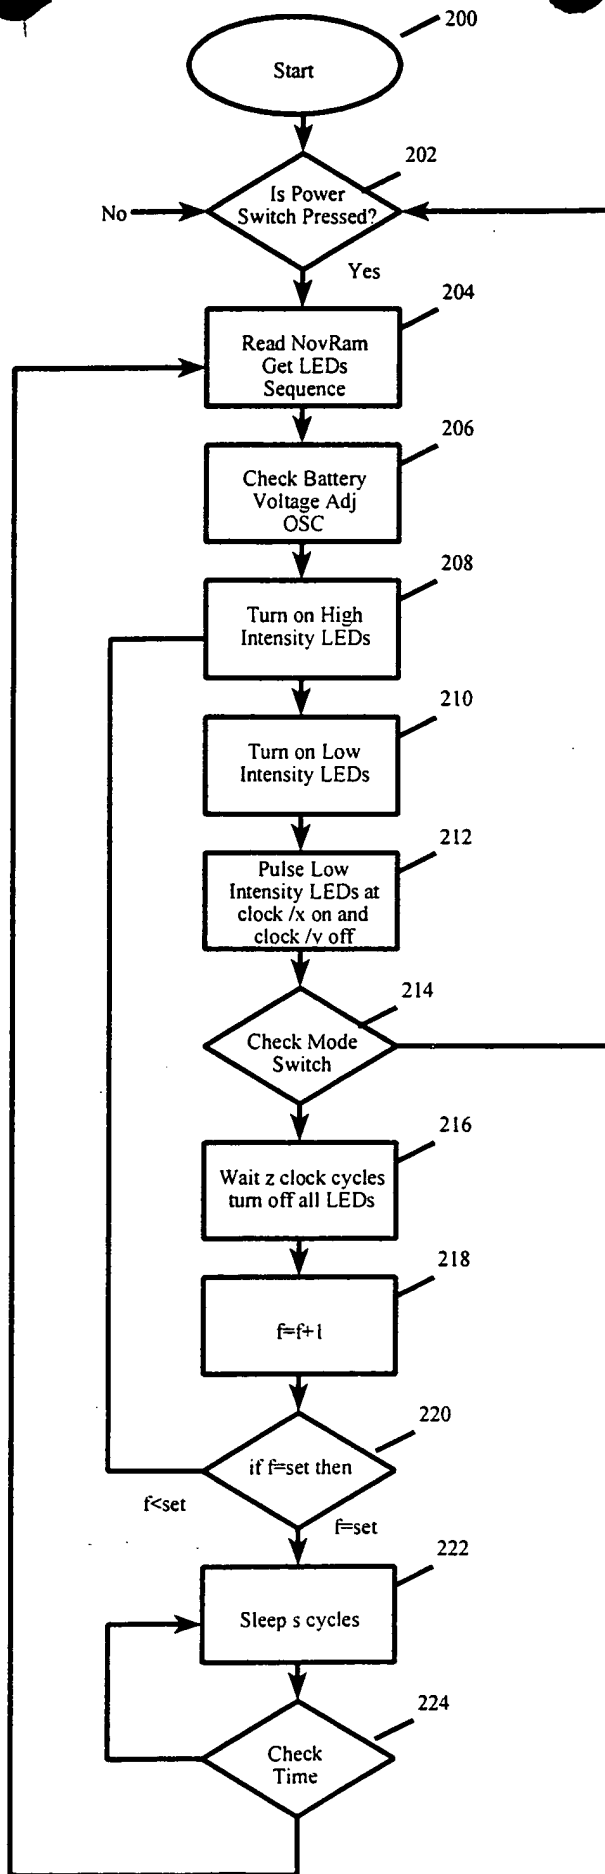 200
Start
202
Is Power
Switch Pressed?
No
Yes
204
Read NovRam
Get LEDs
Sequence
206
Check Battery
Voltage Adj
OSC
208
Turn on High
Intensity LEDs
210
Turn on Low
Intensity LEDs
212
Pulse Low
Intensity LEDs at
clock /x on and
clock /v off
214
Check Mode
Switch
216
Wait z clock cycles
turn off all LEDs
218
f=f+1
220
if f=set then
f<set
f=set
222
Sleep s cycles
224
Check
Time